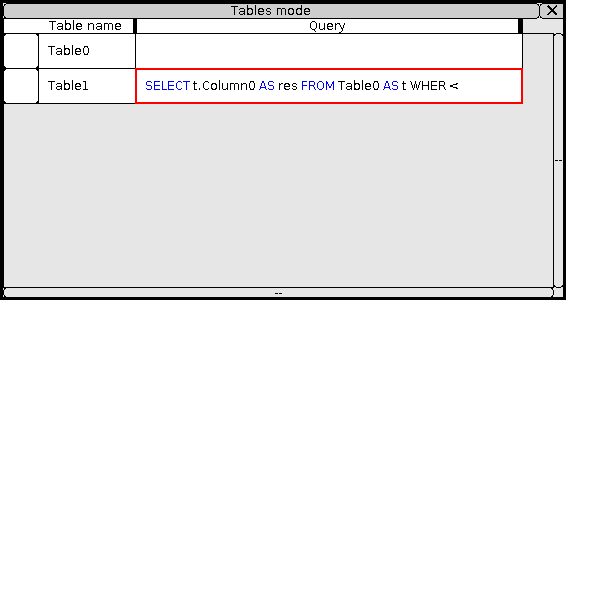 Tables mode
Table name Query
Table0
Table1 SELECT t.Column0 AS res FROM Table0 AS t WHER <
--
--